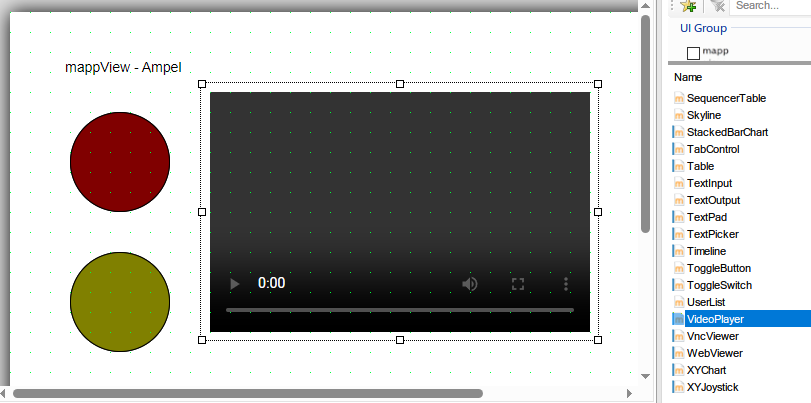 mappView - Ampel
0:00
Search...
UI Group
mapp
Name
SequencerTable
Skyline
StackedBarChart
TabControl
Table
TextInput
TextOutput
TextPad
TextPicker
Timeline
ToggleButton
ToggleSwitch
UserList
VideoPlayer
VncViewer
WebViewer
XYChart
XYJoystick